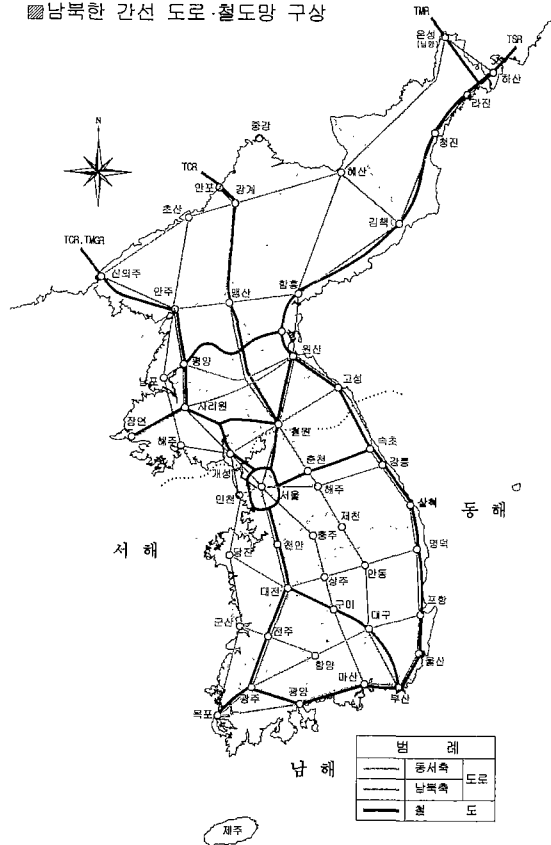 남북한 간선 도로·철도망 구상
TMR
TSR
온성
(남양)
하산
라진
청진
중강
N
혜산
TCR
만포
강계
초산
김책
TCR,TMGR
신의주
함흥
안주
맹산
원산
평양
고성
남포
사리원
장연
철원
해주
속초
춘천
강릉
개성
서울
해주
인천
삼척
동해
제천
충주
서해
천안
영덕
당진
안동
상주
대전
구미
포항
군산
대구
전주
함양
울산
마산
광주
광양
부산
목포
남해
범 례
동서축
남북축
도로
철 도
제주